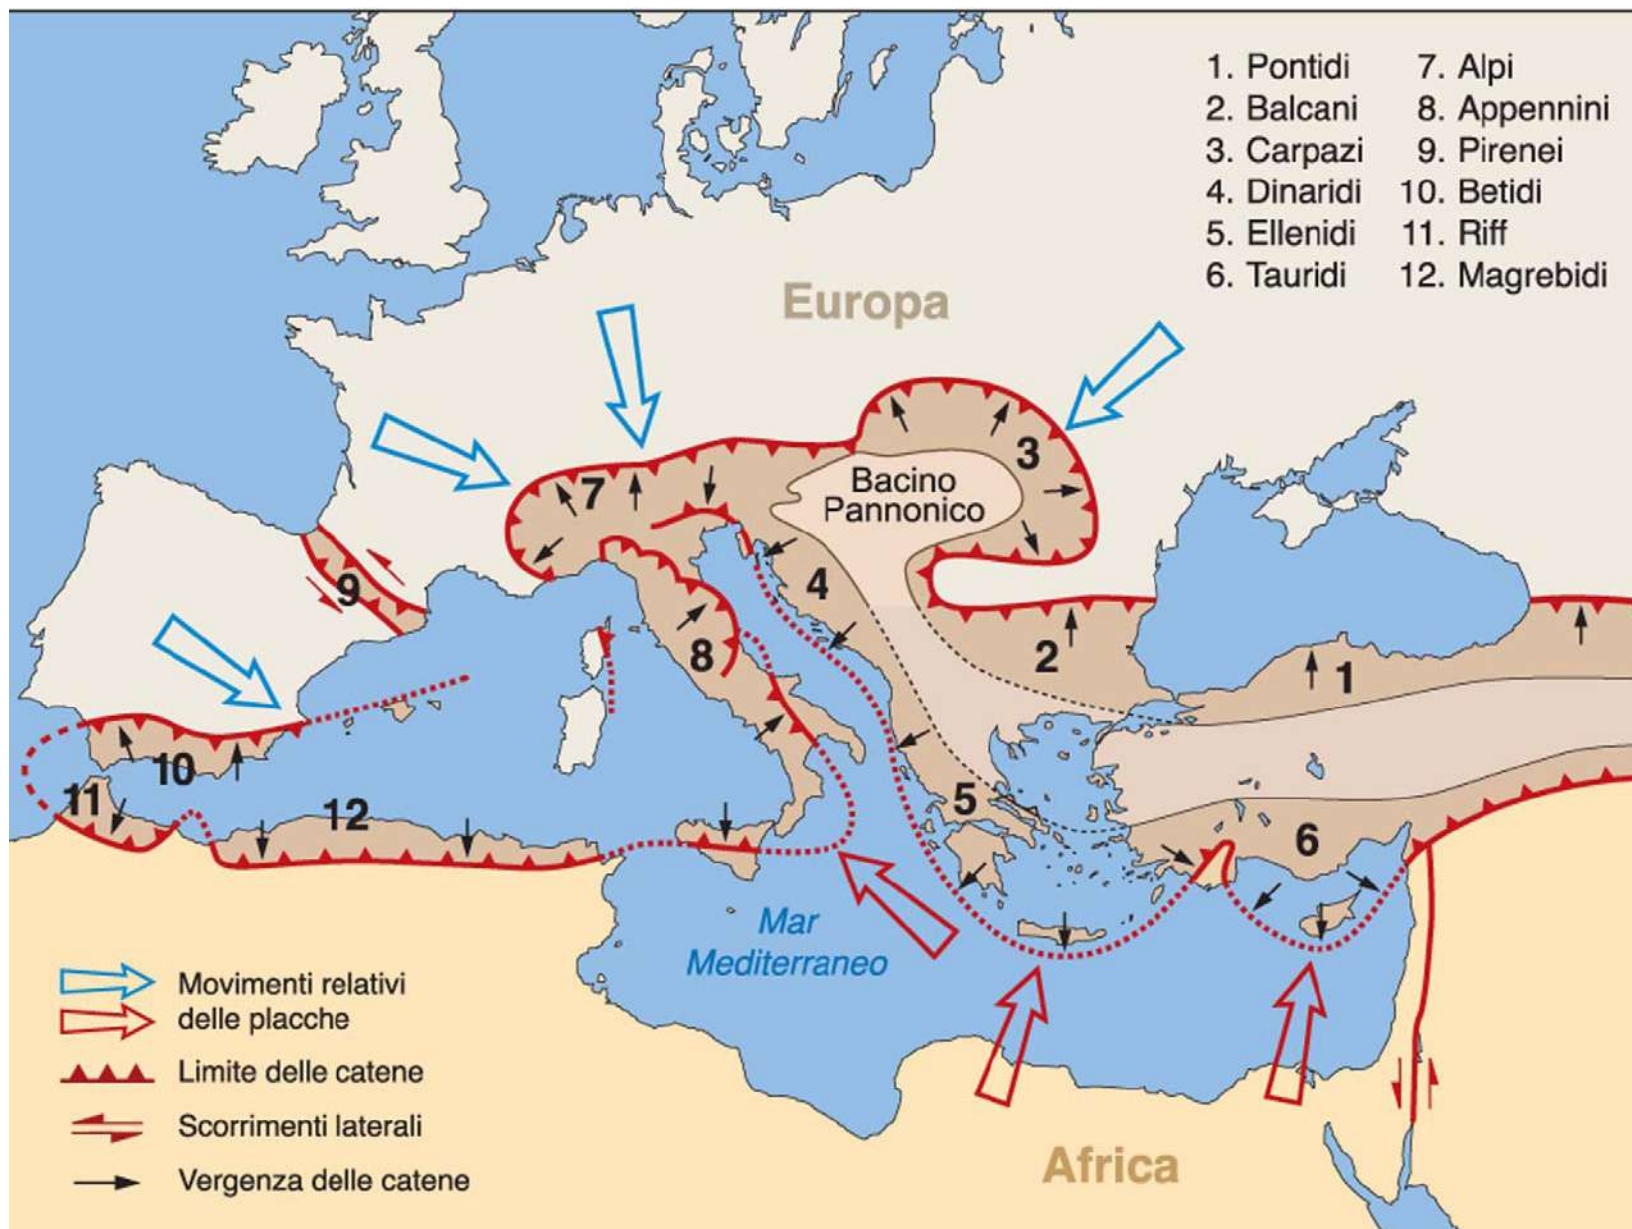 1. Pontidi
2. Balcani
3. Carpazi
4. Dinaridi
5. Ellenidi
6. Tauridi
7. Alpi
8. Appennini
9. Pirenei
10. Betidi
11. Riff
12. Magrebidi
Europa
3
7
Bacino
Pannonico
9
4
8
2
1
10
11
12
5
6
Mar
Mediterraneo
Movimenti relativi
delle placche
Limite delle catene
Scorrimenti laterali
Vergenza delle catene
Africa